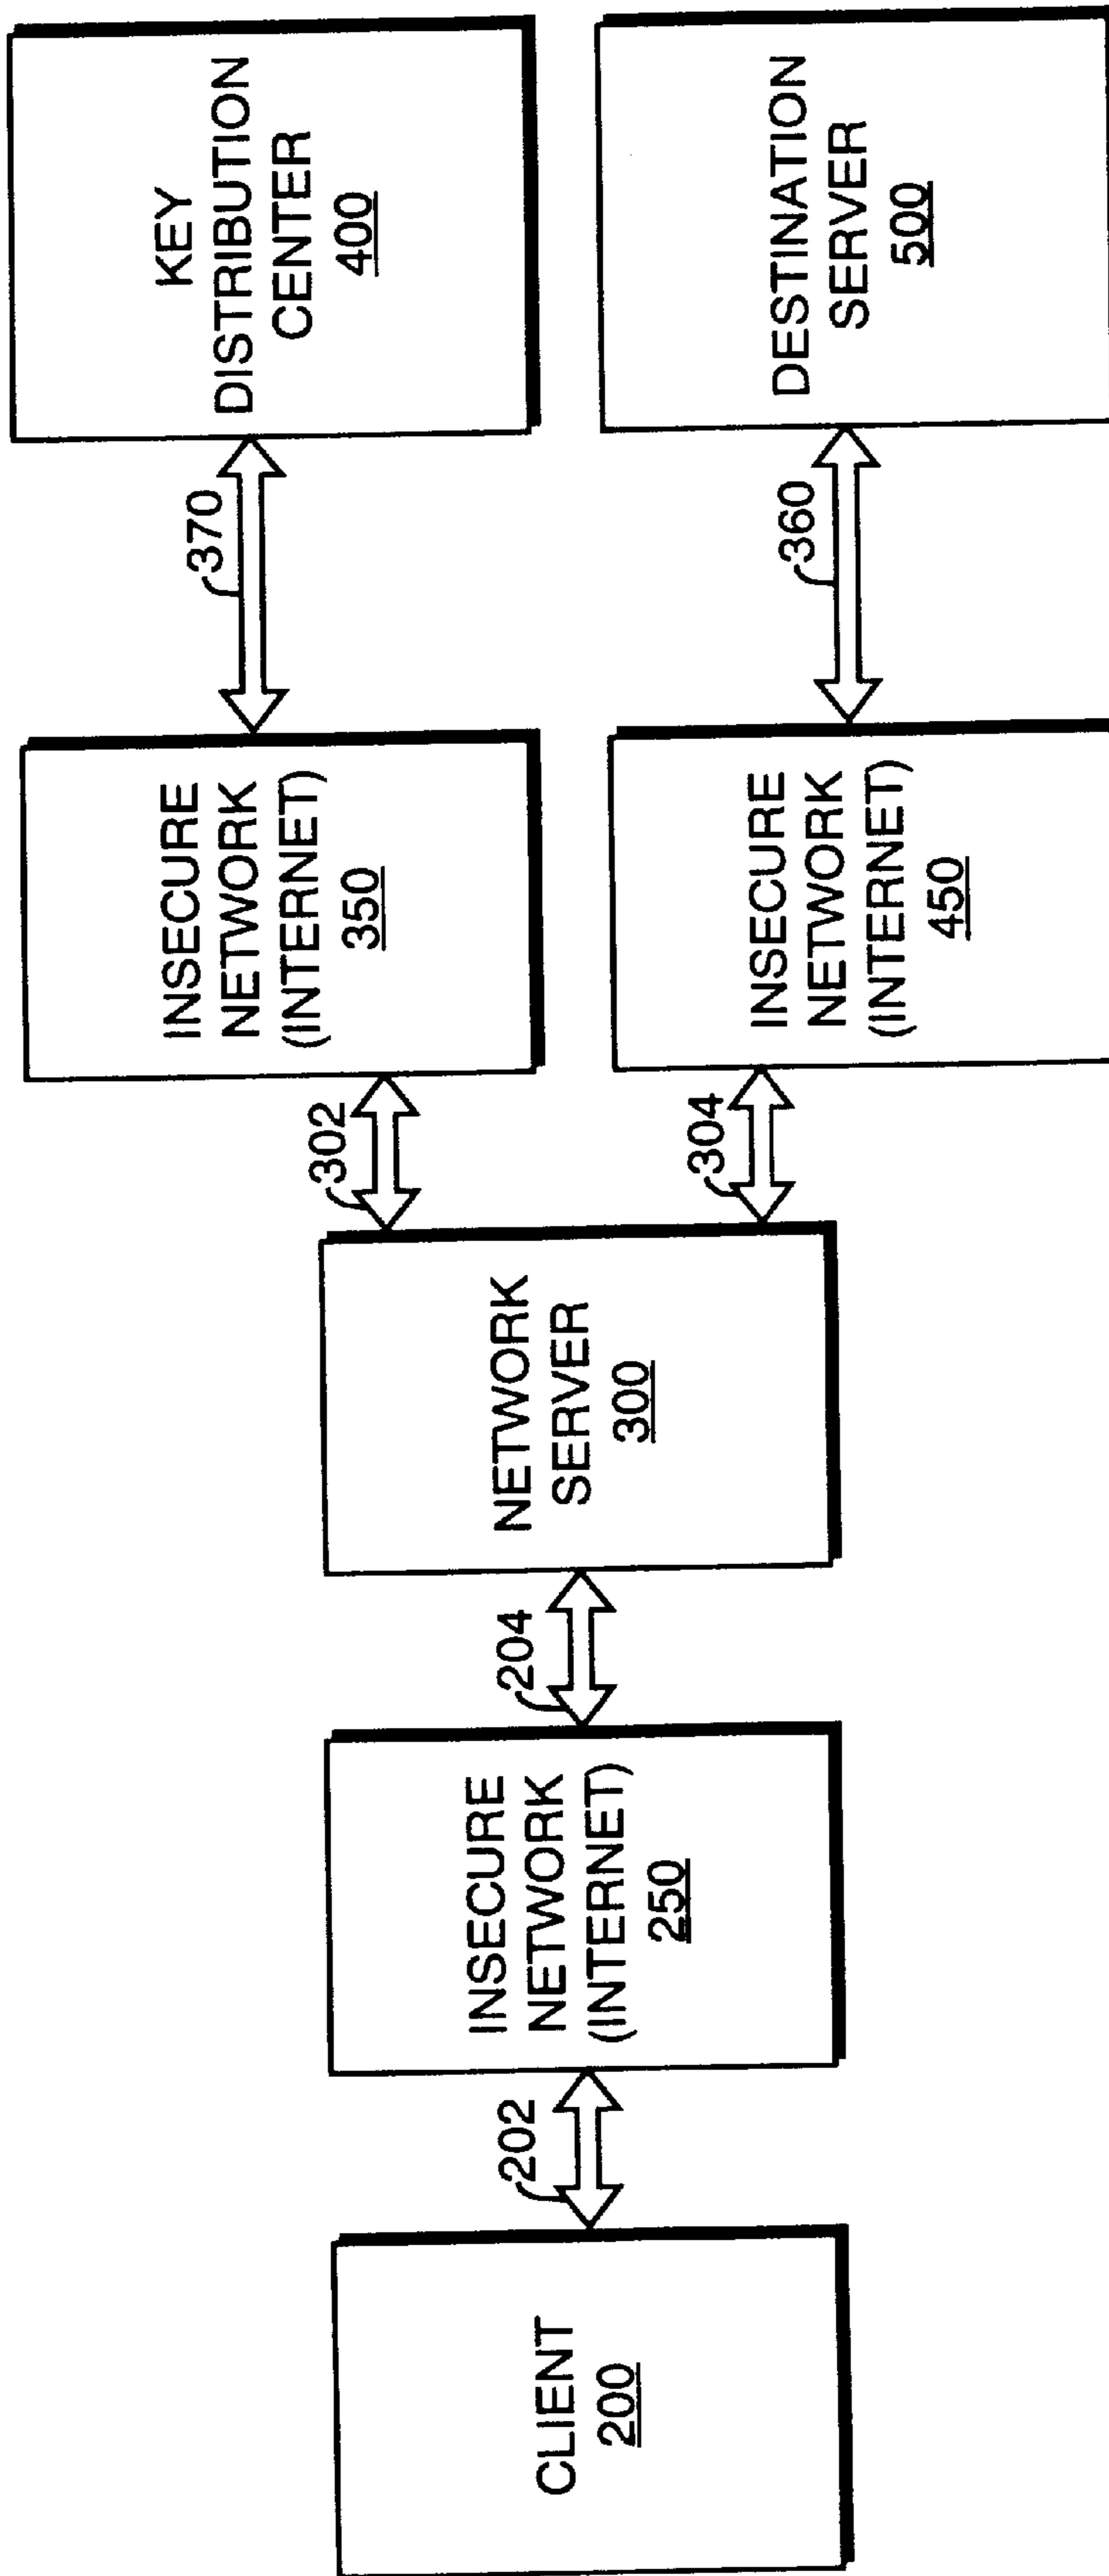 CLIENT
200
202
INSECURE
NETWORK
(INTERNET)
250
204
NETWORK
SERVER
300
302
INSECURE
NETWORK
(INTERNET)
350
370
KEY
DISTRIBUTION
CENTER
400
304
INSECURE
NETWORK
(INTERNET)
450
360
DESTINATION
SERVER
500